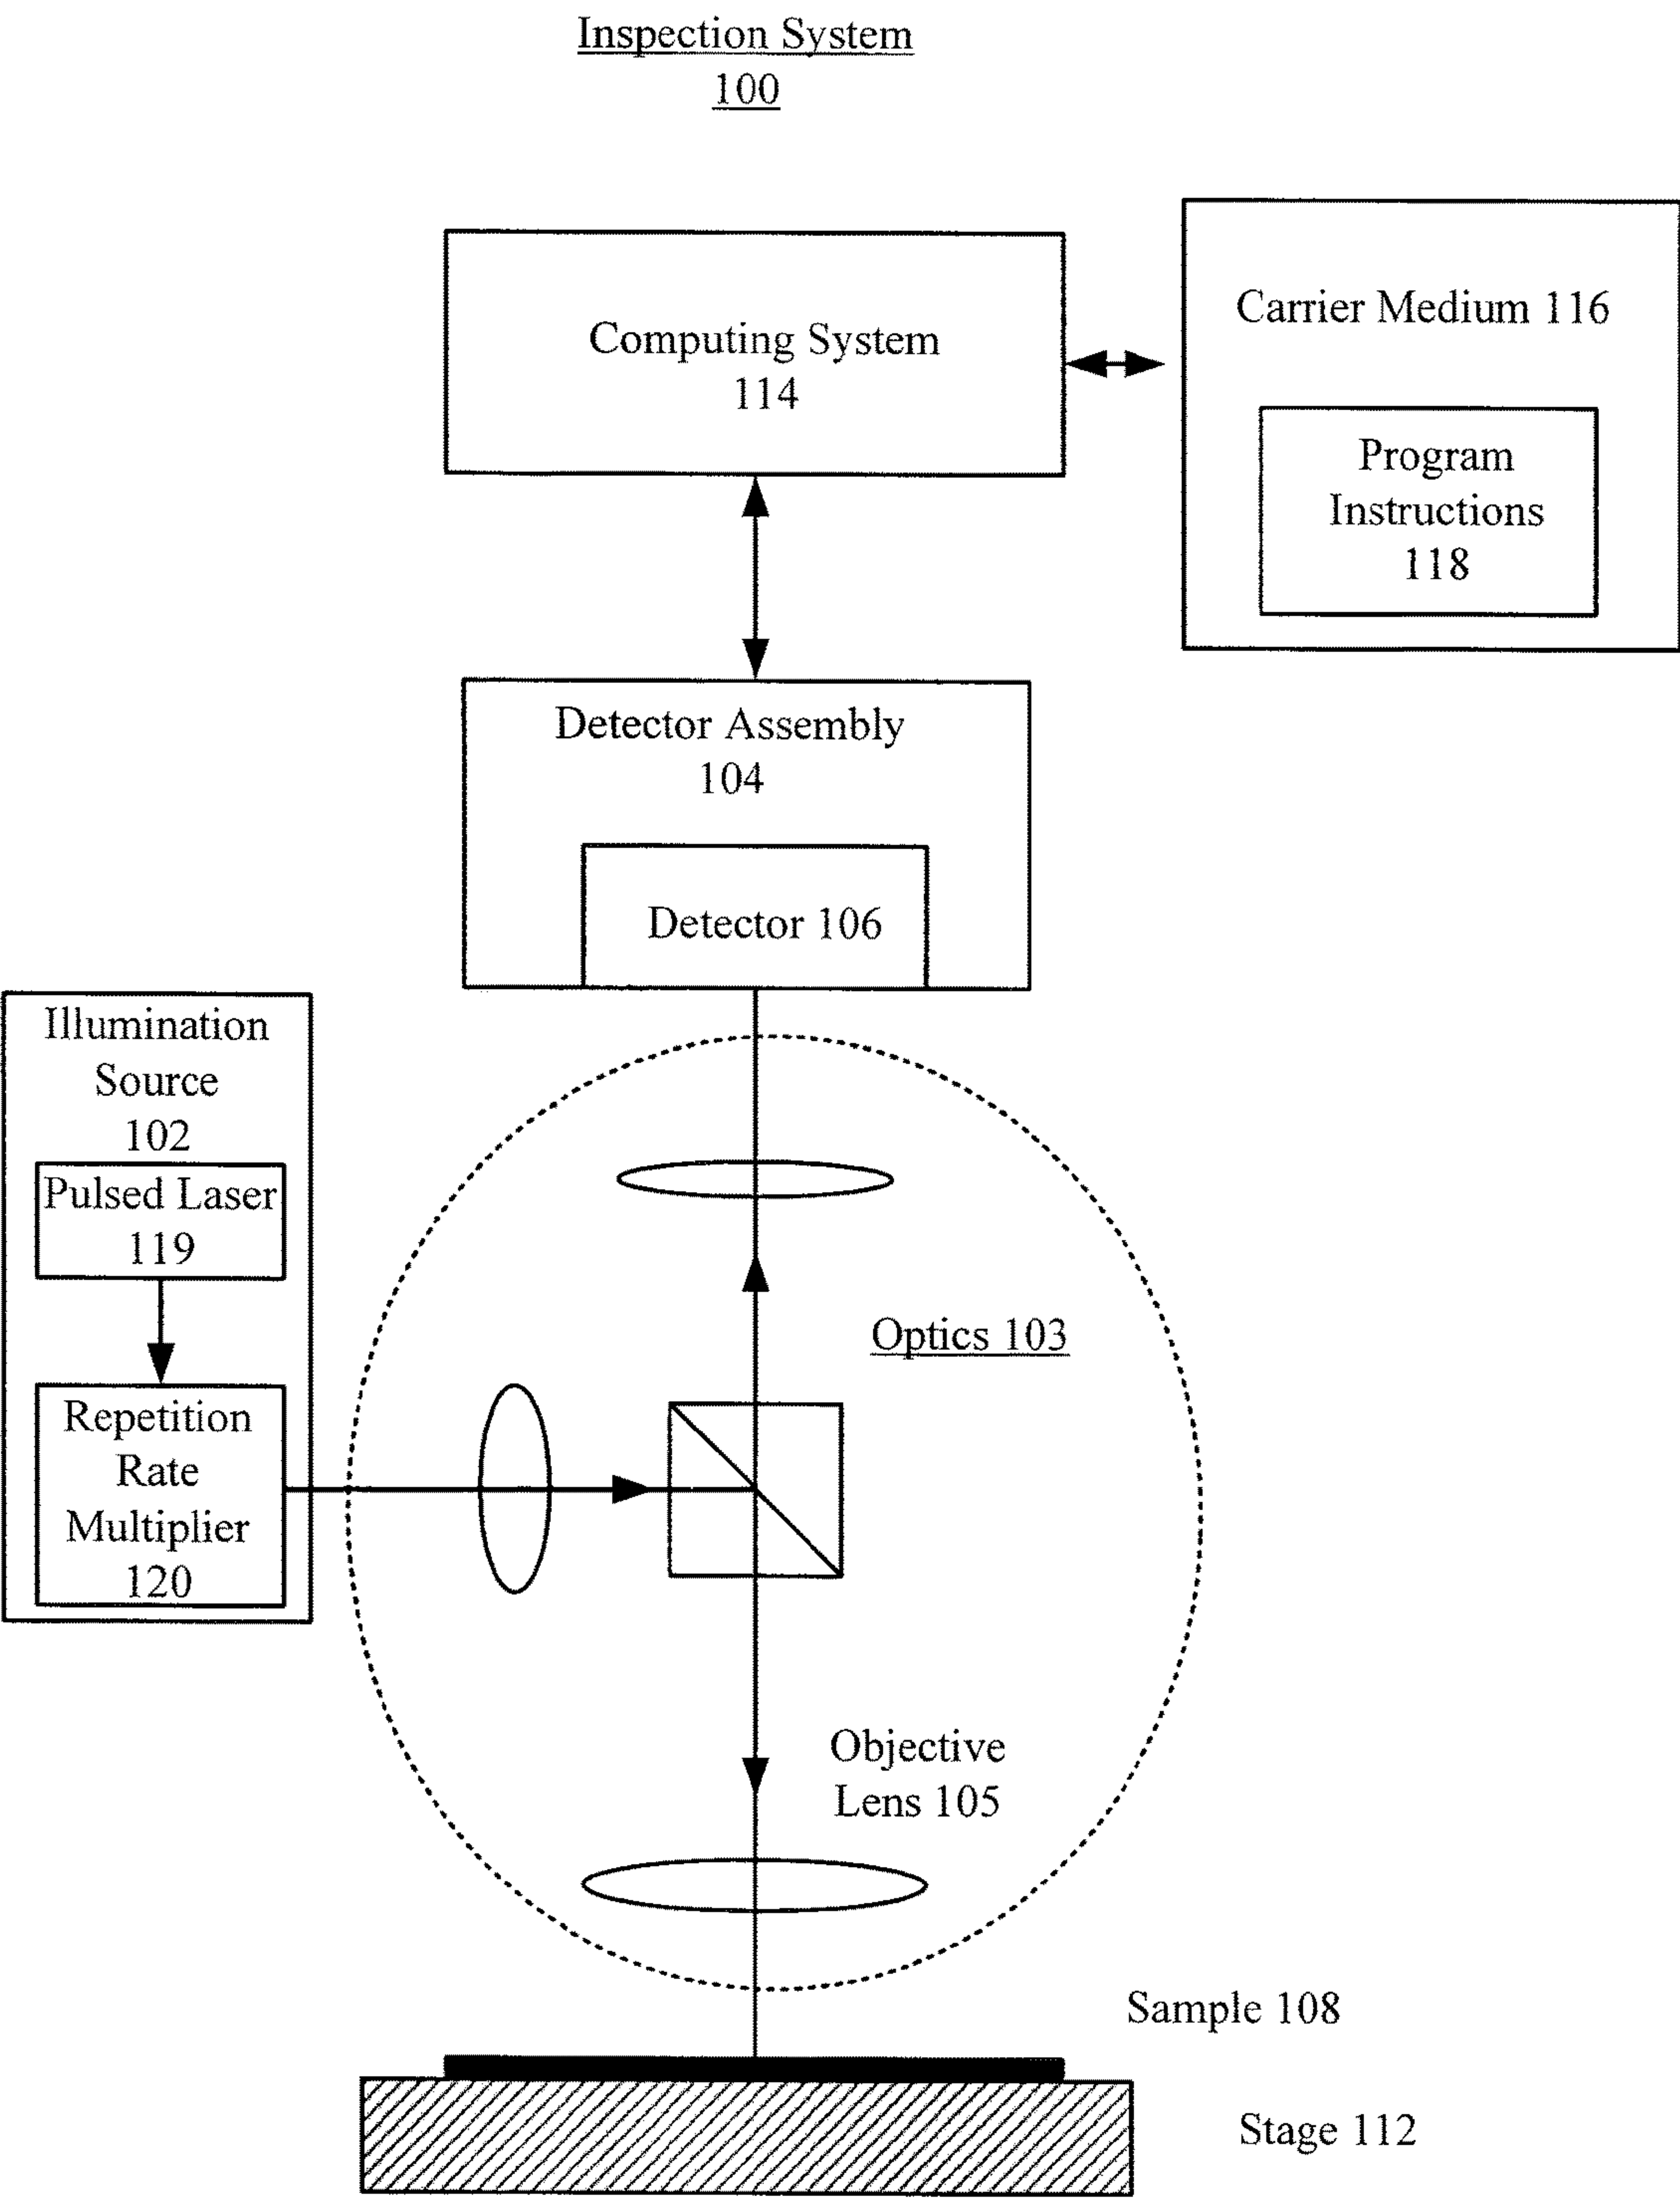 Inspection System
100
Computing System
114
Carrier Medium 116
Program
Instructions
118
Detector Assembly
104
Detector 106
Illumination
Source
102
Pulsed Laser
119
Repetition
Rate
Multiplier
120
Optics 103
Objective
Lens 105
Sample 108
Stage 112